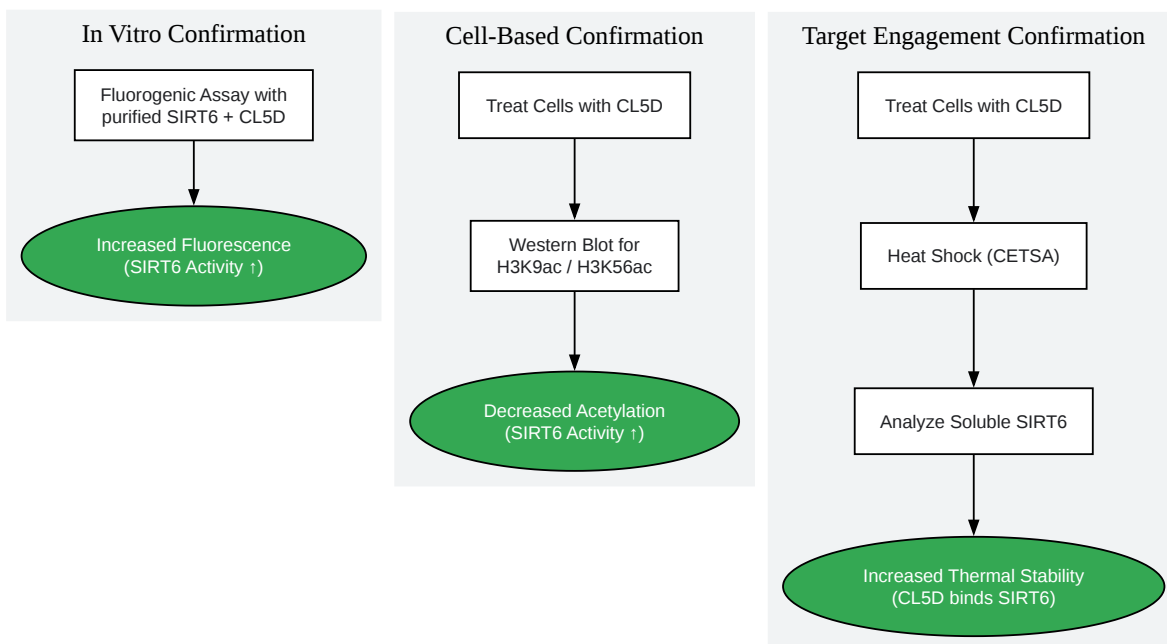 In Vitro Confirmation
Fluorogenic Assay with
purified SIRT6 + CL5D
Increased Fluorescence
(SIRT6 Activity ↑)
Cell-Based Confirmation
Treat Cells with CL5D
Western Blot for
H3K9ac / H3K56ac
Decreased Acetylation
(SIRT6 Activity ↑)
Target Engagement Confirmation
Treat Cells with CL5D
Heat Shock (CETSA)
Analyze Soluble SIRT6
Increased Thermal Stability
(CL5D binds SIRT6)